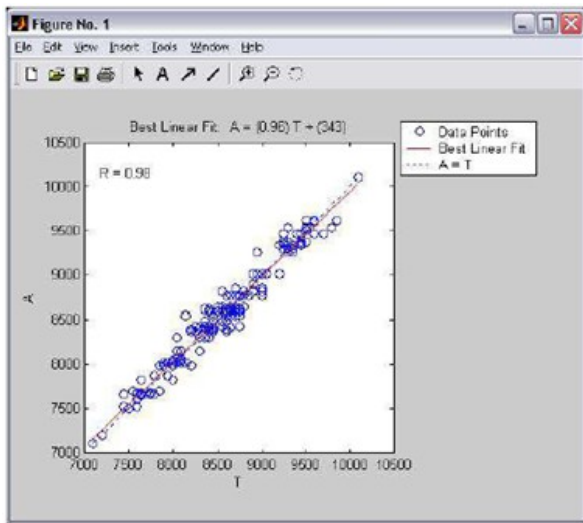 Figure No. 1
File Edit View Insert Tools Window Help
Best Linear Fit: A = (0.96) T + (343)
10500
10000
9500
9000
8500
8000
7500
7000
A
R = 0.98
Data Points
Best Linear Fit
A = T
7000 7500 8000 8500 9000 9500 10000 10500
T